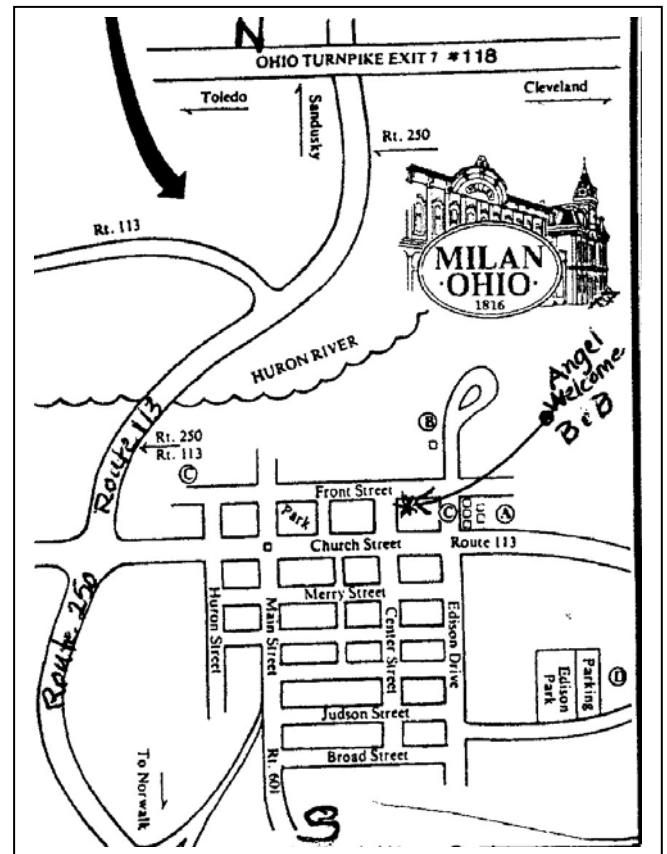 N
OHIO TURNPIKE EXIT 7 #118
Toledo
Sandusky
Cleveland
Rt. 250
Rt. 113
MILAN
·OHIO·
1816
HURON RIVER
Angel
Welcome
B & B
Route 113
Rt. 250
Rt. 113
B
C
Front Street
Park
C
A
Church Street
Route 113
Merry Street
Huron Street
Main Street
Center Street
Edison Drive
Route 250
Parking
Edison
Park
D
Judson Street
Broad Street
Rt. 601
To Norwalk
S